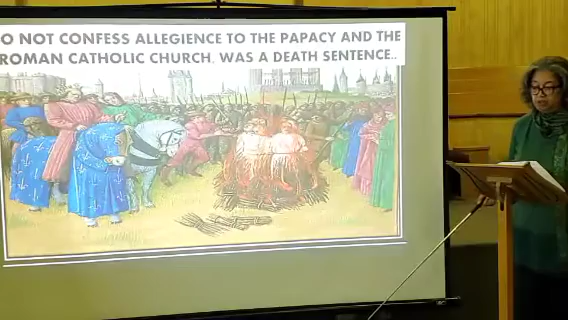 O NOT CONFESS ALLEGIENCE TO THE PAPACY AND THE
ROMAN CATHOLIC CHURCH, WAS A DEATH SENTENCE..